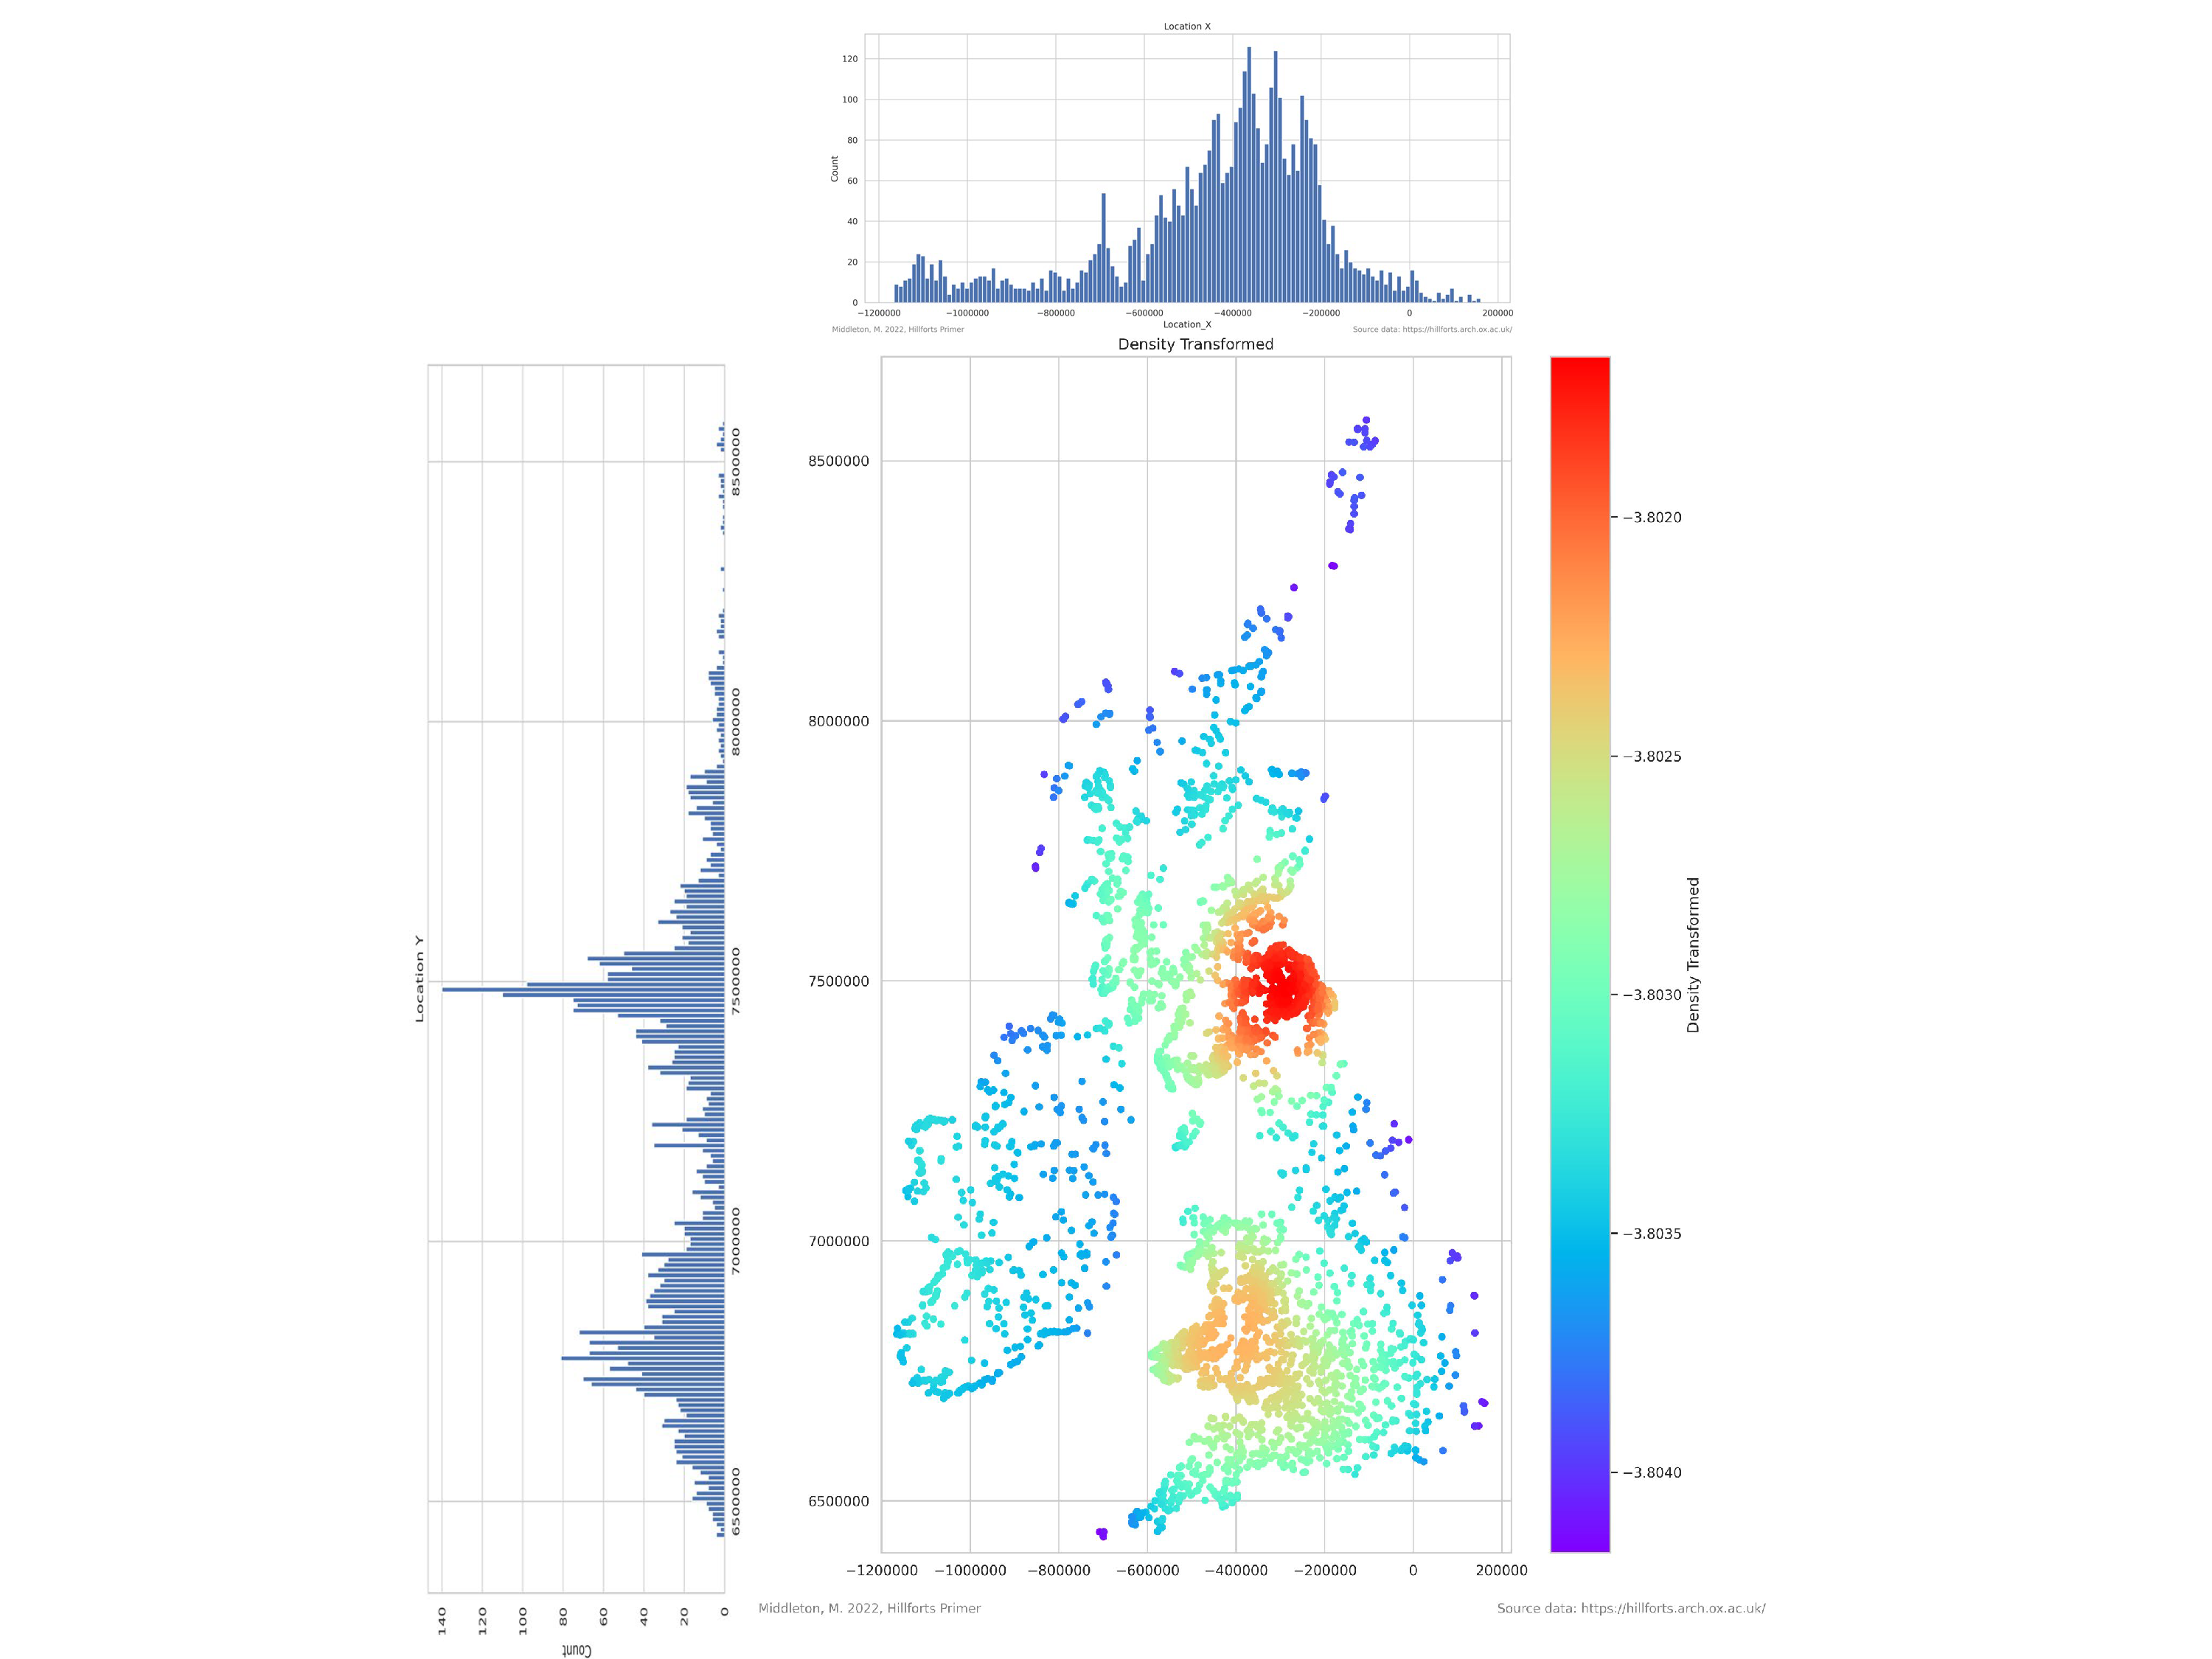 Location X
120
100
80
60
40
20
0
Count
−1200000 −1000000 −800000 −600000 −400000 −200000 0 200000
Location_X
Middleton, M. 2022, Hillforts Primer Source data: https://hillforts.arch.ox.ac.uk/
Location Y
8500000
8000000
7500000
7000000
6500000
140 120 100 80 60 40 20 0
Count
Density Transformed
8500000
8000000
7500000
7000000
6500000
−1200000 −1000000 −800000 −600000 −400000 −200000 0 200000
−3.8020
−3.8025
−3.8030
−3.8035
−3.8040
Density Transformed
Middleton, M. 2022, Hillforts Primer Source data: https://hillforts.arch.ox.ac.uk/